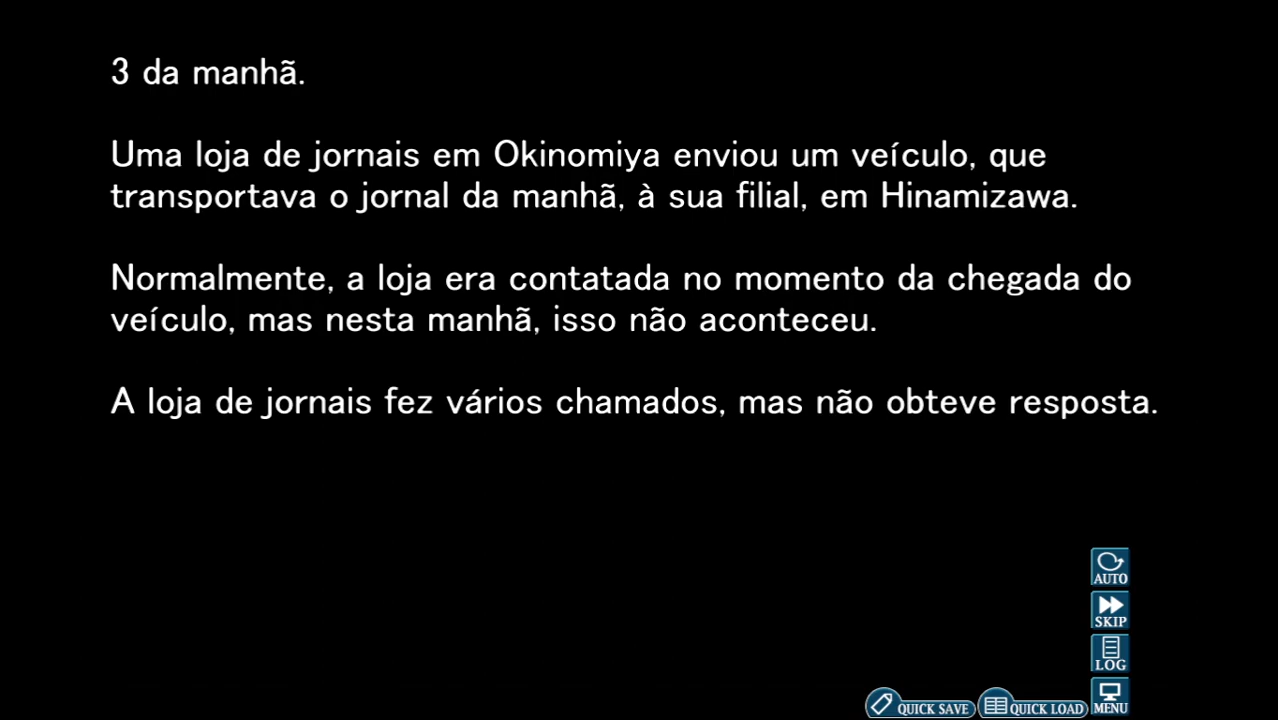 3 da manhã.
Uma loja de jornais em Okinomiya enviou um veículo, que
transportava o jornal da manhã, à sua filial, em Hinamizawa.
Normalmente, a loja era contatada no momento da chegada do
veículo, mas nesta manhã, isso não aconteceu.
A loja de jornais fez vários chamados, mas não obteve resposta.
AUTO
SKIP
LOG
MENU
QUICK SAVE
QUICK LOAD